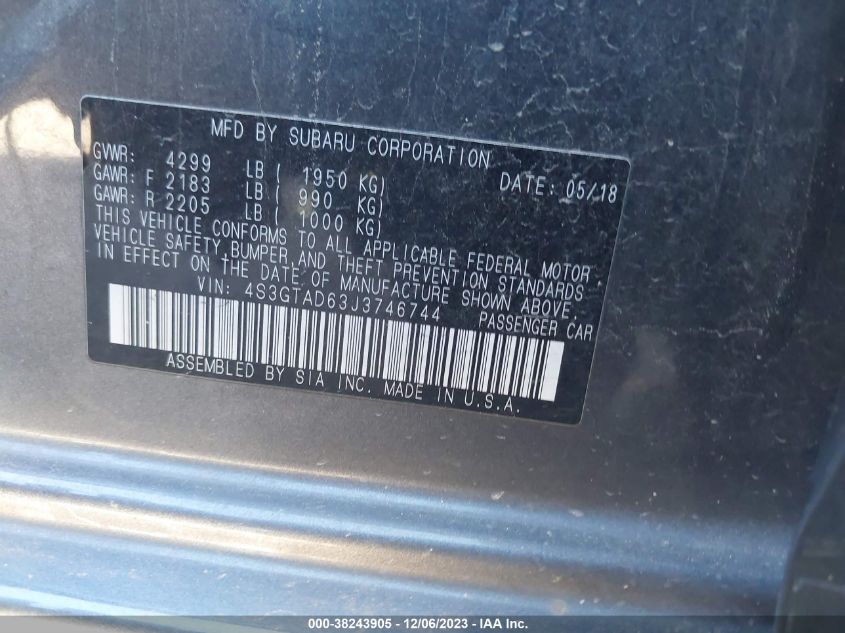 MFD BY SUBARU CORPORATION
GVWR: 4299 LB ( 1950 KG) DATE: 05/18
GAWR: F 2183 LB ( 990 KG)
GAWR: R 2205 LB ( 1000 KG)
THIS VEHICLE CONFORMS TO ALL APPLICABLE FEDERAL MOTOR
VEHICLE SAFETY, BUMPER, AND THEFT PREVENTION STANDARDS
IN EFFECT ON THE DATE OF MANUFACTURE SHOWN ABOVE.
VIN: 4S3GTAD63J3746744 PASSENGER CAR
ASSEMBLED BY SIA INC. MADE IN U.S.A.
000-38243905 - 12/06/2023 - IAA Inc.